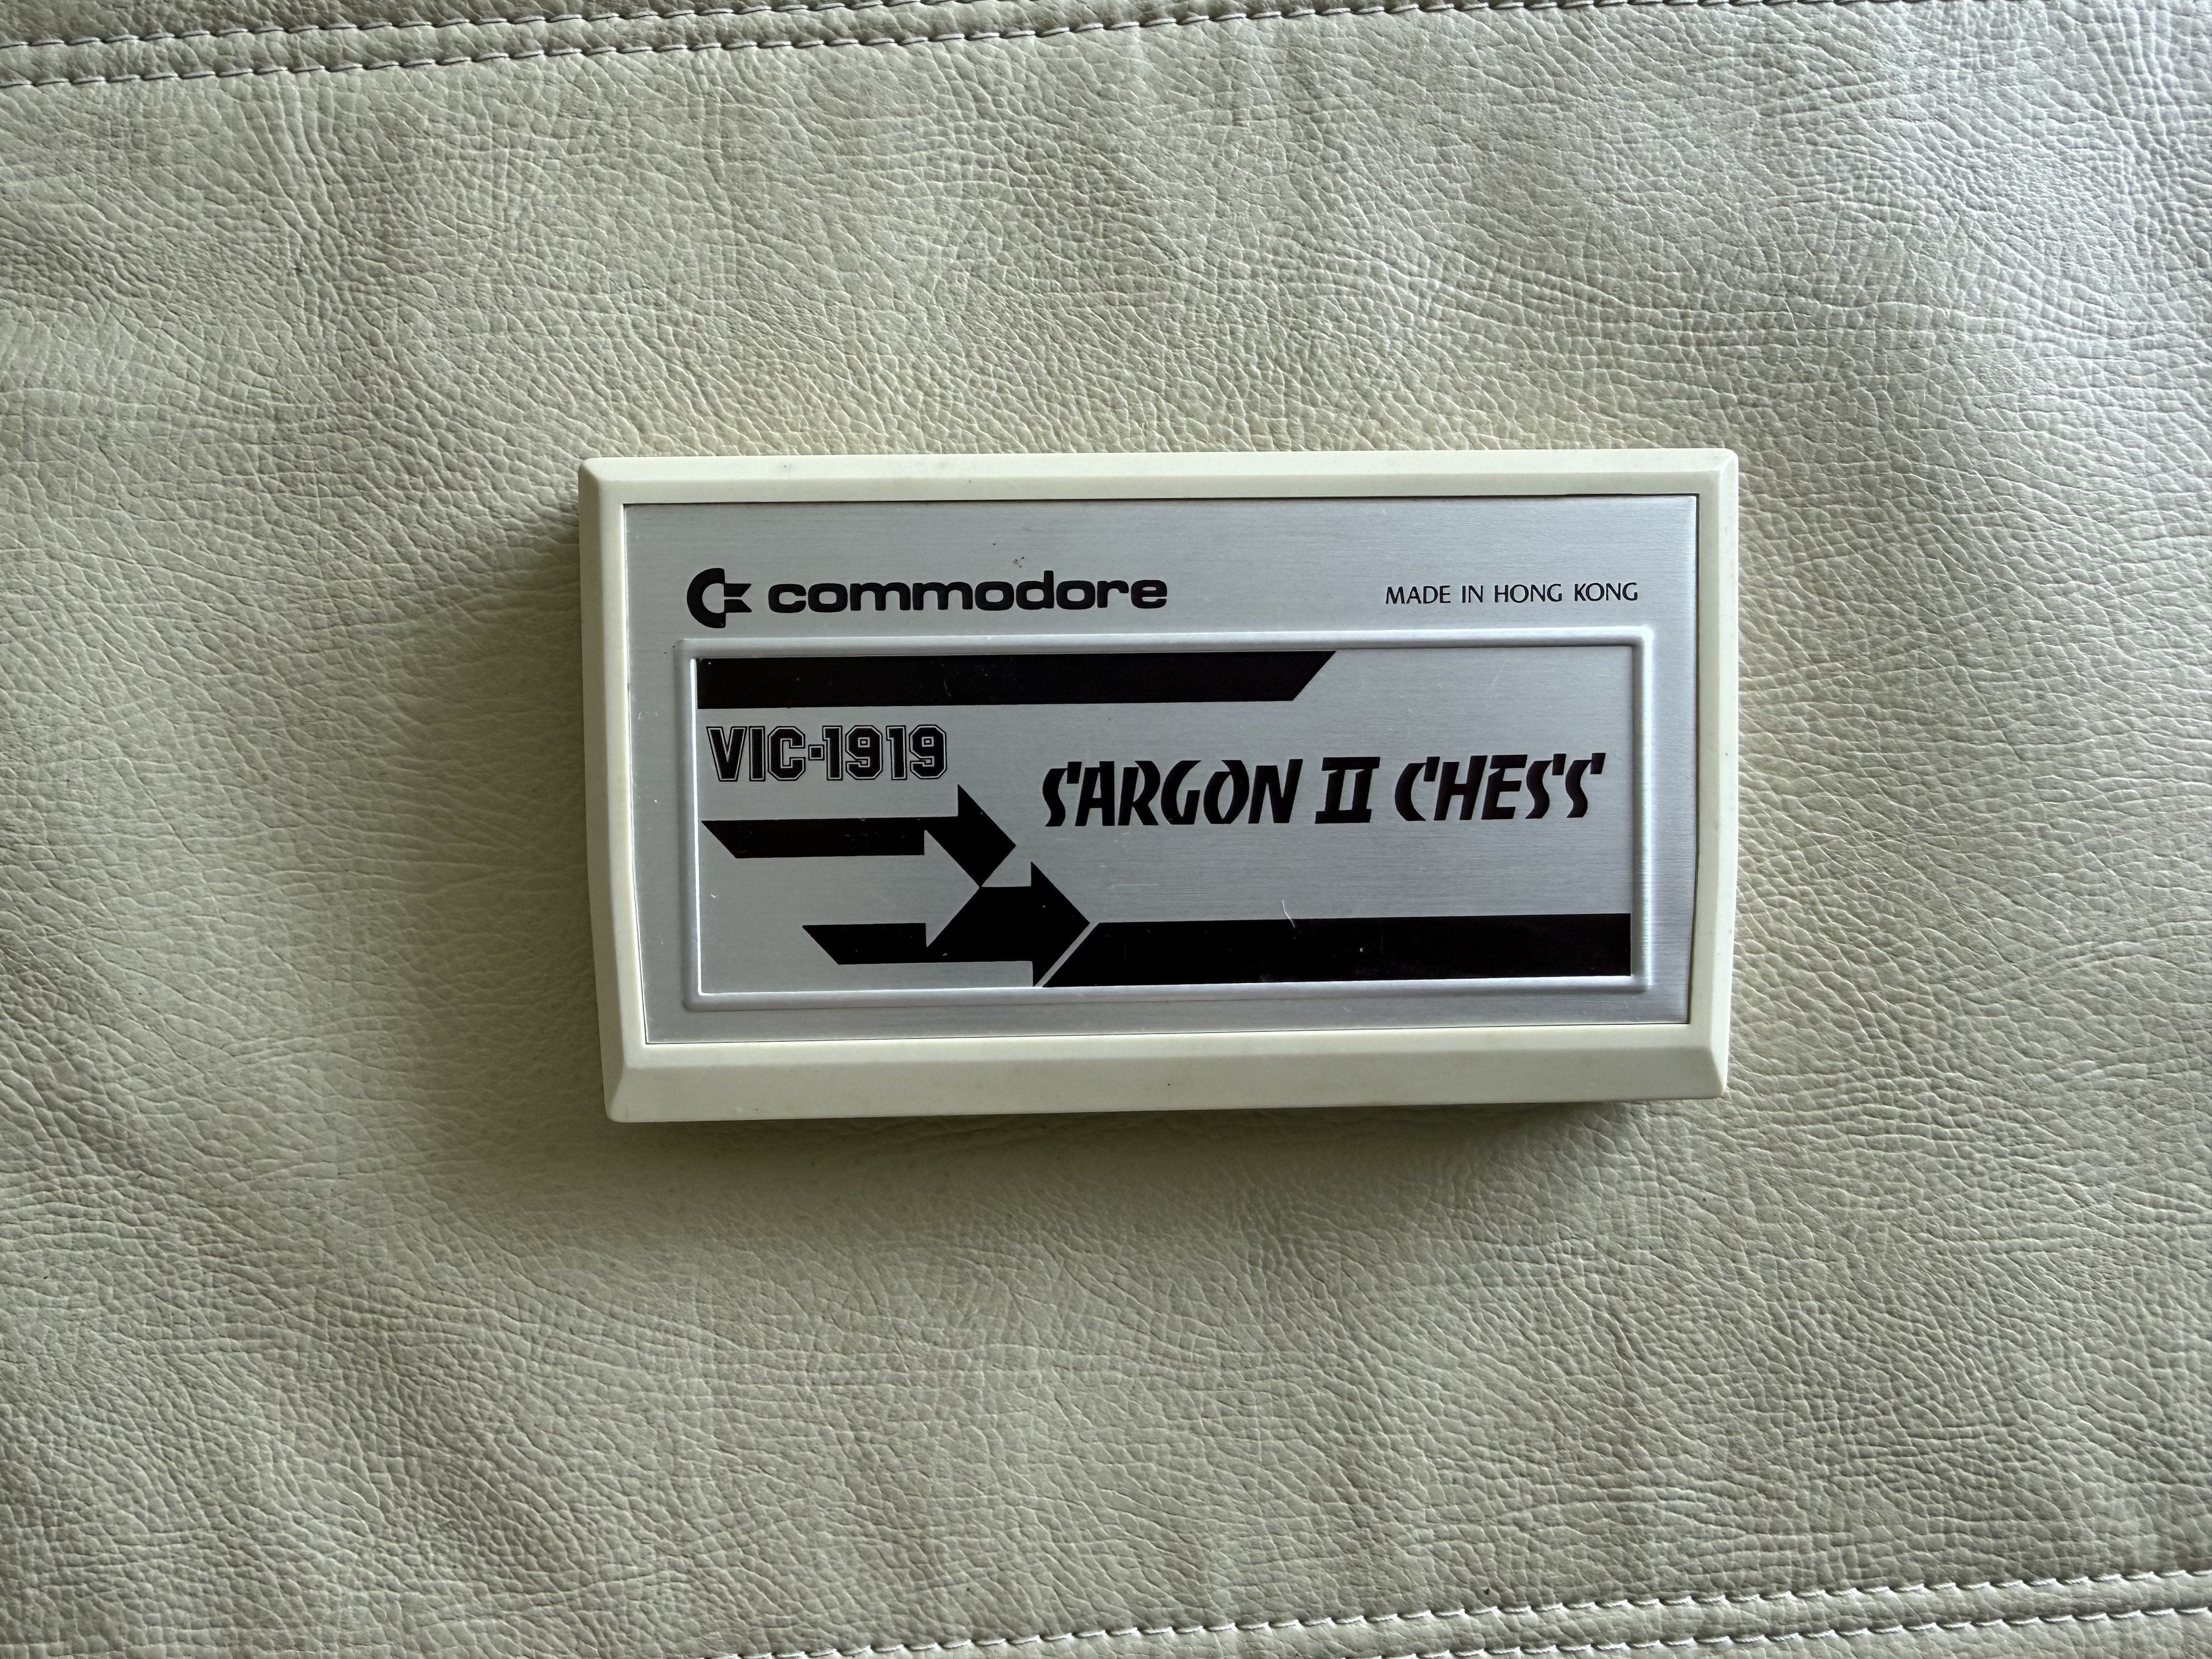 commodore
MADE IN HONG KONG
VIC-1919
SARGON II CHESS